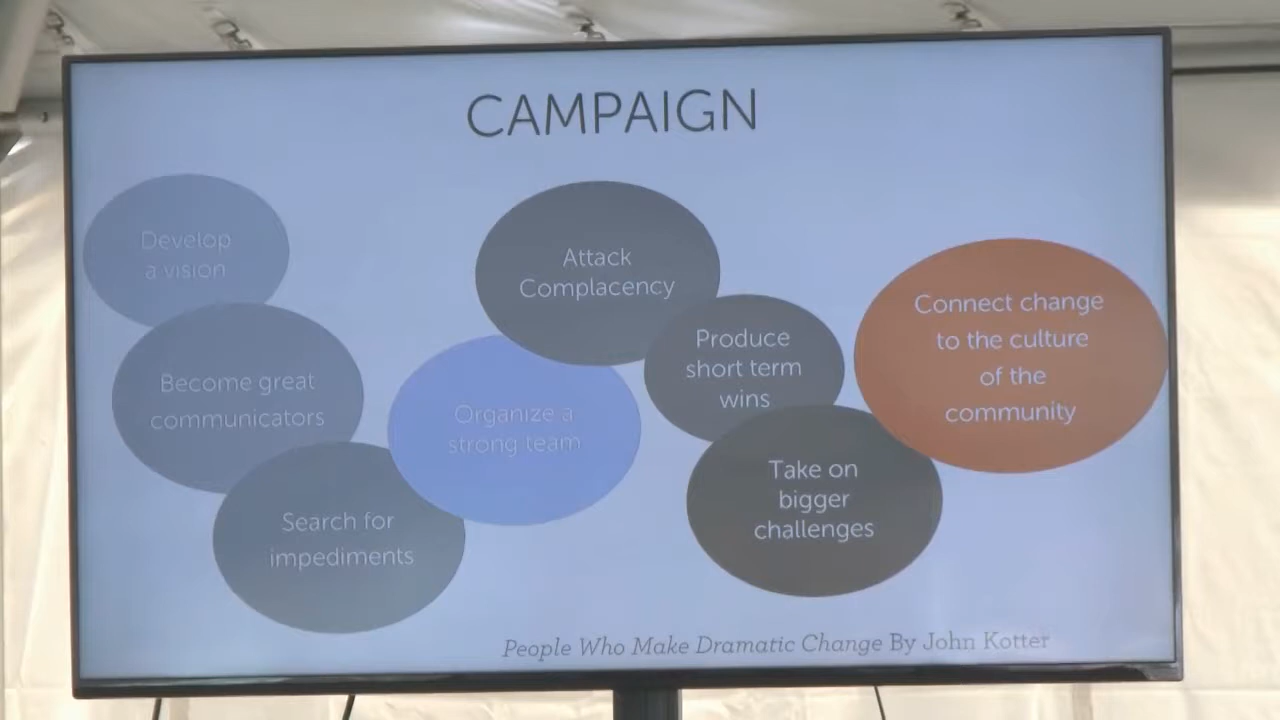 CAMPAIGN
Develop
a vision
Become great
communicators
Search for
impediments
Organize a
strong team
Attack
Complacency
Produce
short term
wins
Take on
bigger
challenges
Connect change
to the culture
of the
community
People Who Make Dramatic Change By John Kotter